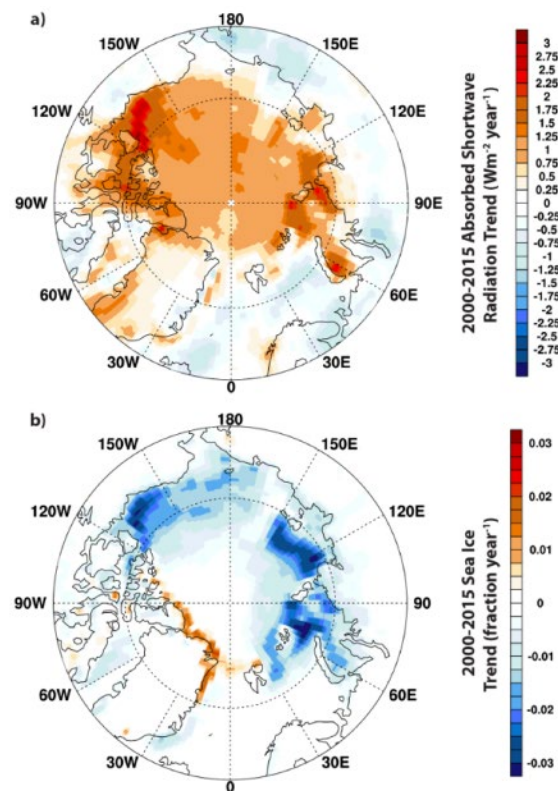 a)
180
150W
150E
120W
120E
90W
90E
60W
60E
30W
30E
0
3
2.75
2.5
2.25
2
1.75
1.5
1.25
1
0.75
0.5
0.25
0
-0.25
-0.5
-0.75
-1
-1.25
-1.5
-1.75
-2
-2.25
-2.5
-2.75
-3
2000-2015 Absorbed Shortwave
Radiation Trend (Wm⁻² year⁻¹)
b)
180
150W
150E
120W
120E
90W
90
60W
60E
30W
30E
0
0.03
0.02
0.01
0
-0.01
-0.02
-0.03
2000-2015 Sea Ice
Trend (fraction year⁻¹)